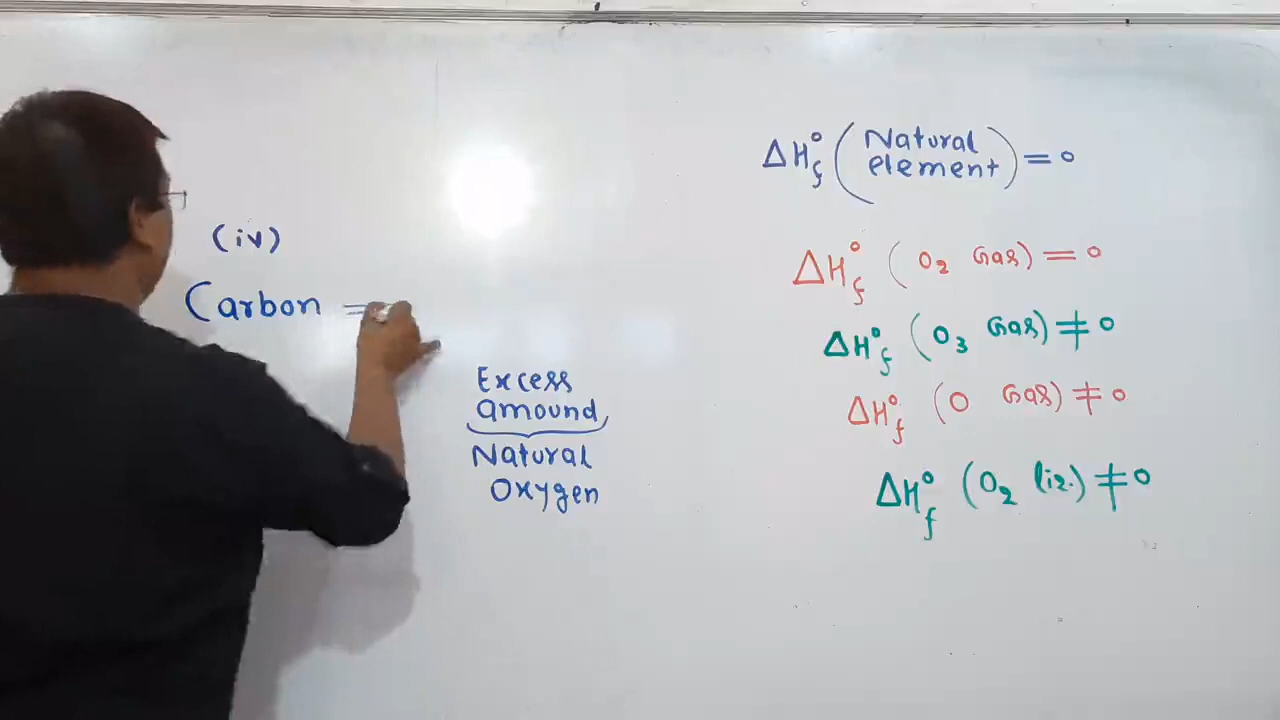 (iv)
Carbon =
Excess
amound
Natural
Oxygen
ΔH°f (Natural element) = 0
ΔH°f (O₂ Gas) = 0
ΔH°f (O₃ Gas) ≠ 0
ΔH°f (O Gas) ≠ 0
ΔH°f (O₂ liq.) ≠ 0